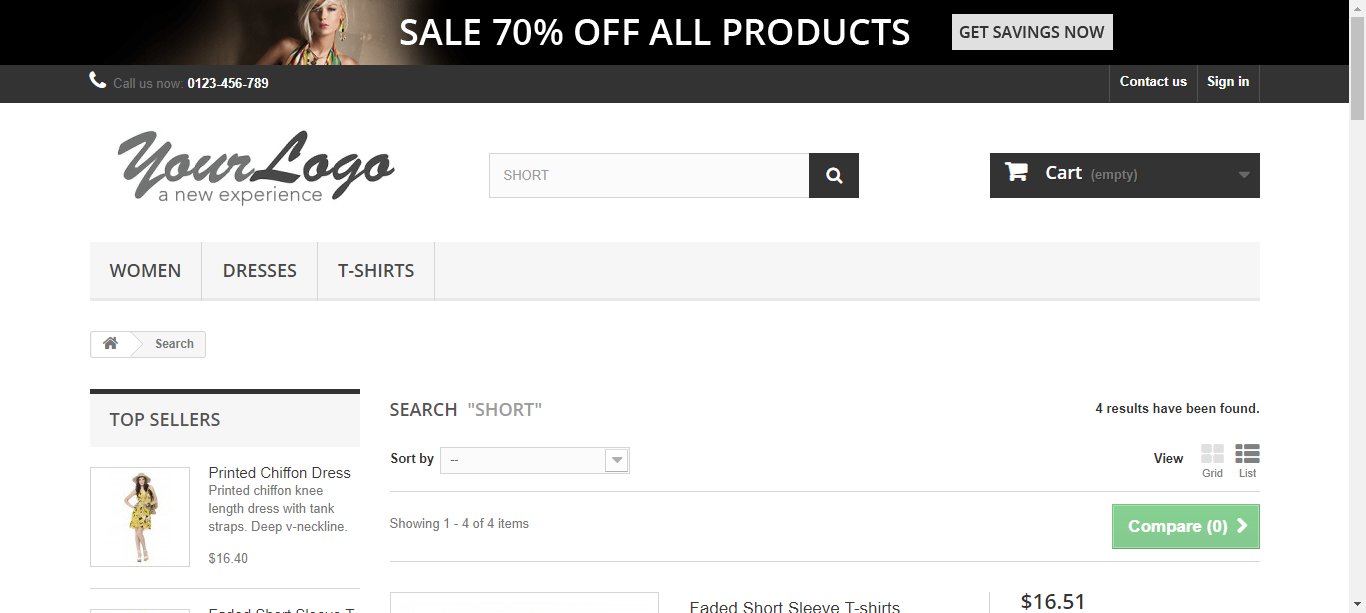 SALE 70% OFF ALL PRODUCTS
GET SAVINGS NOW
Call us now: 0123-456-789
Contact us
Sign in
YourLogo
a new experience
SHORT
Cart (empty)
WOMEN
DRESSES
T-SHIRTS
Search
TOP SELLERS
Printed Chiffon Dress
Printed chiffon knee
length dress with tank
straps. Deep v-neckline.
$16.40
Faded Short Sleeve T
SEARCH "SHORT"
4 results have been found.
Sort by
--
View
Grid
List
Showing 1 - 4 of 4 items
Compare (0)
Faded Short Sleeve T-shirts
$16.51